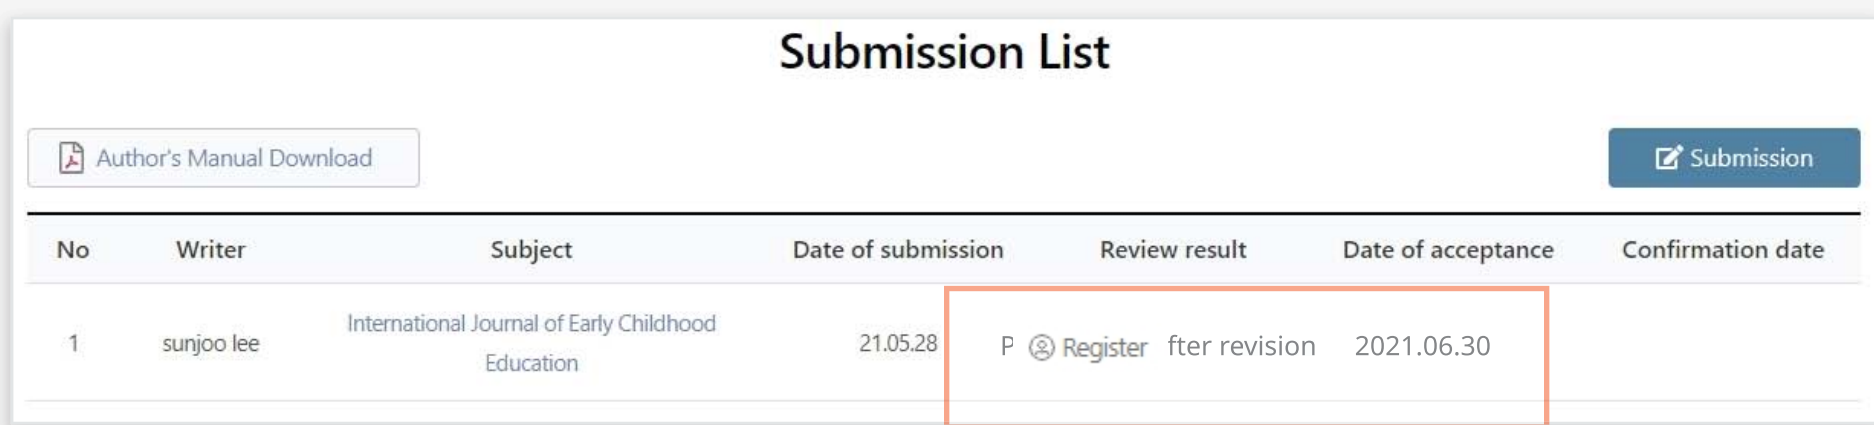 Submission List
Author's Manual Download
Submission
No Writer Subject Date of submission Review result Date of acceptance Confirmation date
1 sunjoo lee International Journal of Early Childhood Education 21.05.28 P Register fter revision 2021.06.30